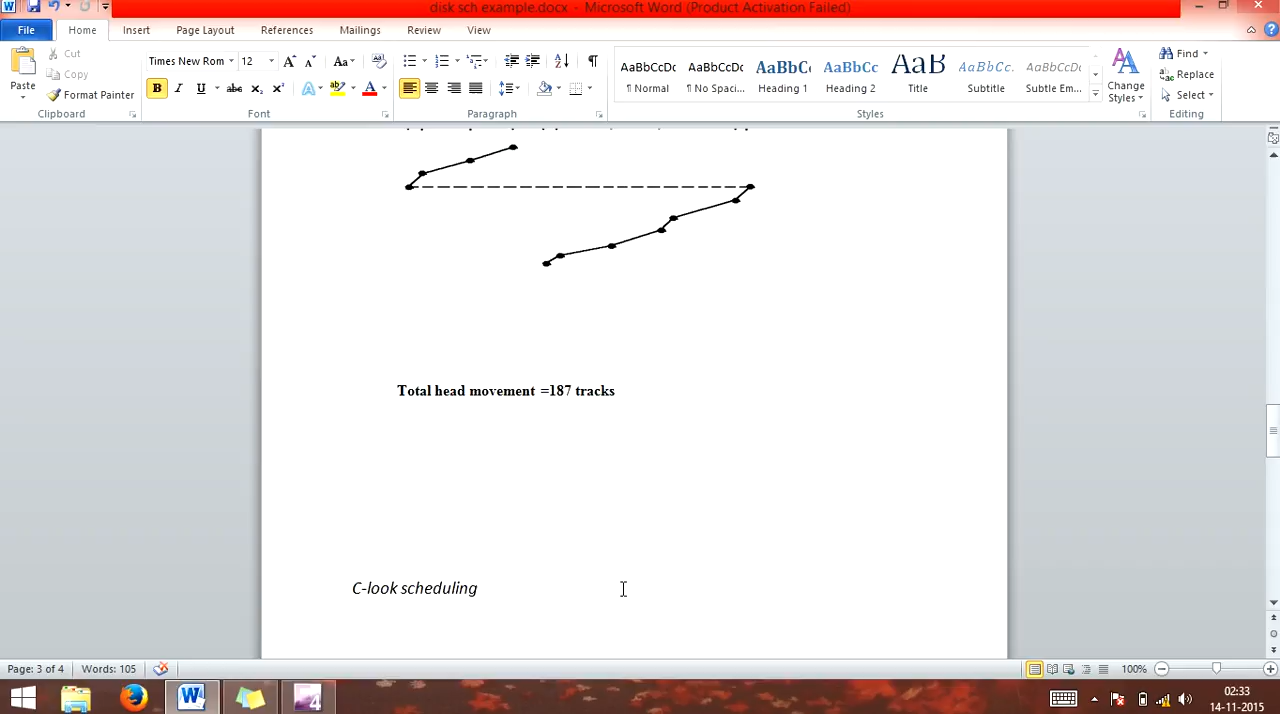 disk sch example.docx - Microsoft Word (Product Activation Failed)
File Home Insert Page Layout References Mailings Review View
Paste
Cut
Copy
Format Painter
Clipboard
Times New Rom 12
B I U abc
Font
Paragraph
AaBbCcDc AaBbCcDc AaBbC AaBbCc AaB AaBbCc. AaBbCcDc
¶ Normal ¶ No Spaci... Heading 1 Heading 2 Title Subtitle Subtle Em...
Styles
Change
Styles
Find
Replace
Select
Editing
Total head movement =187 tracks
C-look scheduling
Page: 3 of 4 Words: 105 100%
02:33
14-11-2015